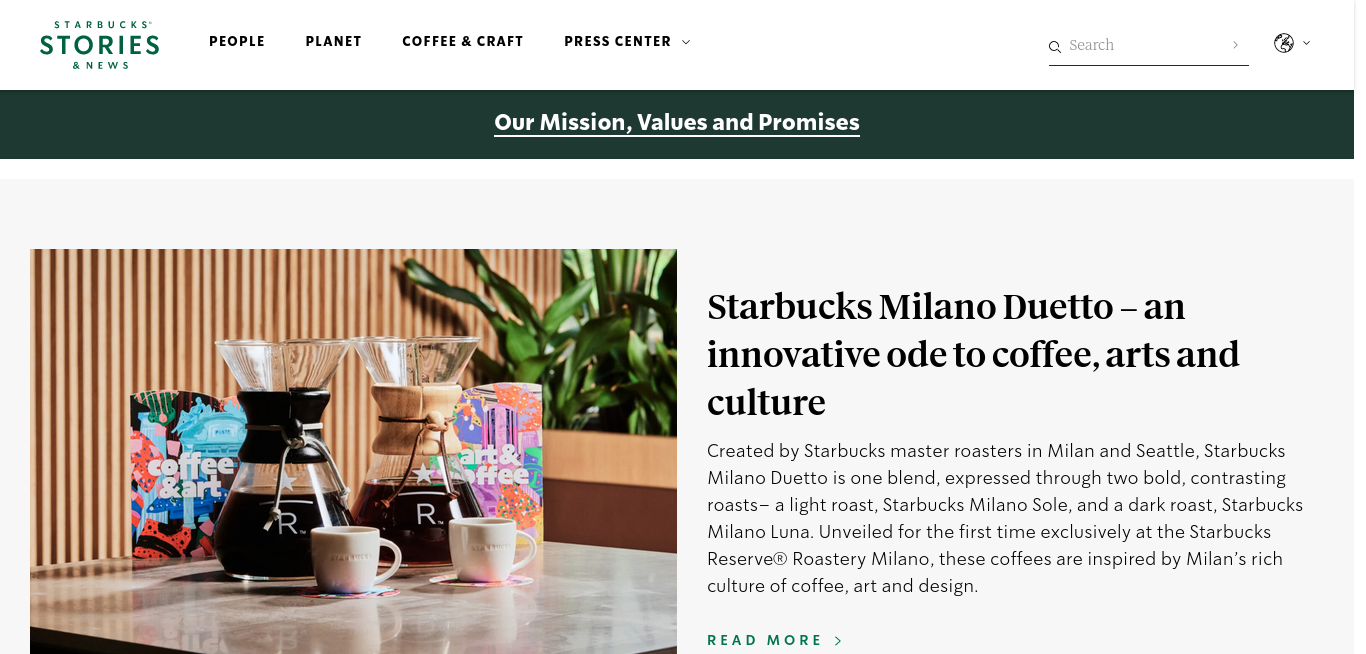 STARBUCKS
STORIES
& NEWS
PEOPLE
PLANET
COFFEE & CRAFT
PRESS CENTER
Search
Our Mission, Values and Promises
coffee
&art
art&
coffee
R™
R™
STARBUCKS
STARBUCKS
Starbucks Milano Duetto – an
innovative ode to coffee, arts and
culture
Created by Starbucks master roasters in Milan and Seattle, Starbucks
Milano Duetto is one blend, expressed through two bold, contrasting
roasts– a light roast, Starbucks Milano Sole, and a dark roast, Starbucks
Milano Luna. Unveiled for the first time exclusively at the Starbucks
Reserve® Roastery Milano, these coffees are inspired by Milan’s rich
culture of coffee, art and design.
READ MORE